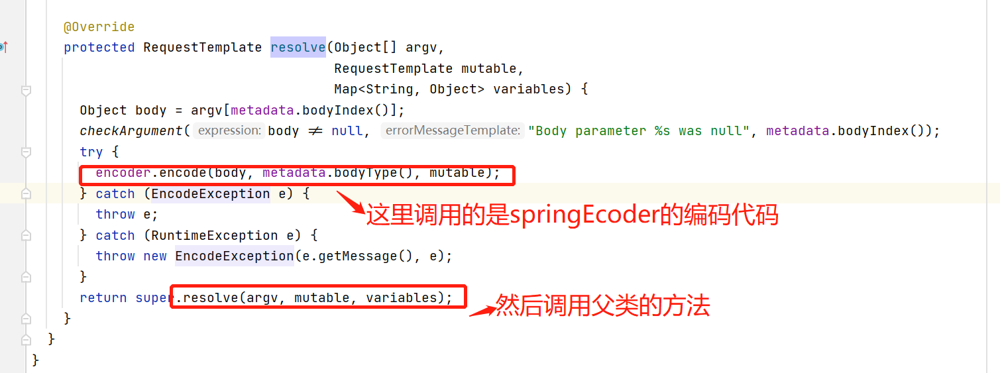 @Override
protected RequestTemplate resolve(Object[] argv,
RequestTemplate mutable,
Map<String, Object> variables) {
Object body = argv[metadata.bodyIndex()];
checkArgument( expression: body ≠ null, errorMessageTemplate: "Body parameter %s was null", metadata.bodyIndex());
try {
encoder.encode(body, metadata.bodyType(), mutable);
} catch (EncodeException e) {
throw e;
这里调用的是springEcoder的编码代码
} catch (RuntimeException e) {
throw new EncodeException(e.getMessage(), e);
}
return super.resolve(argv, mutable, variables);
然后调用父类的方法
}
}
}